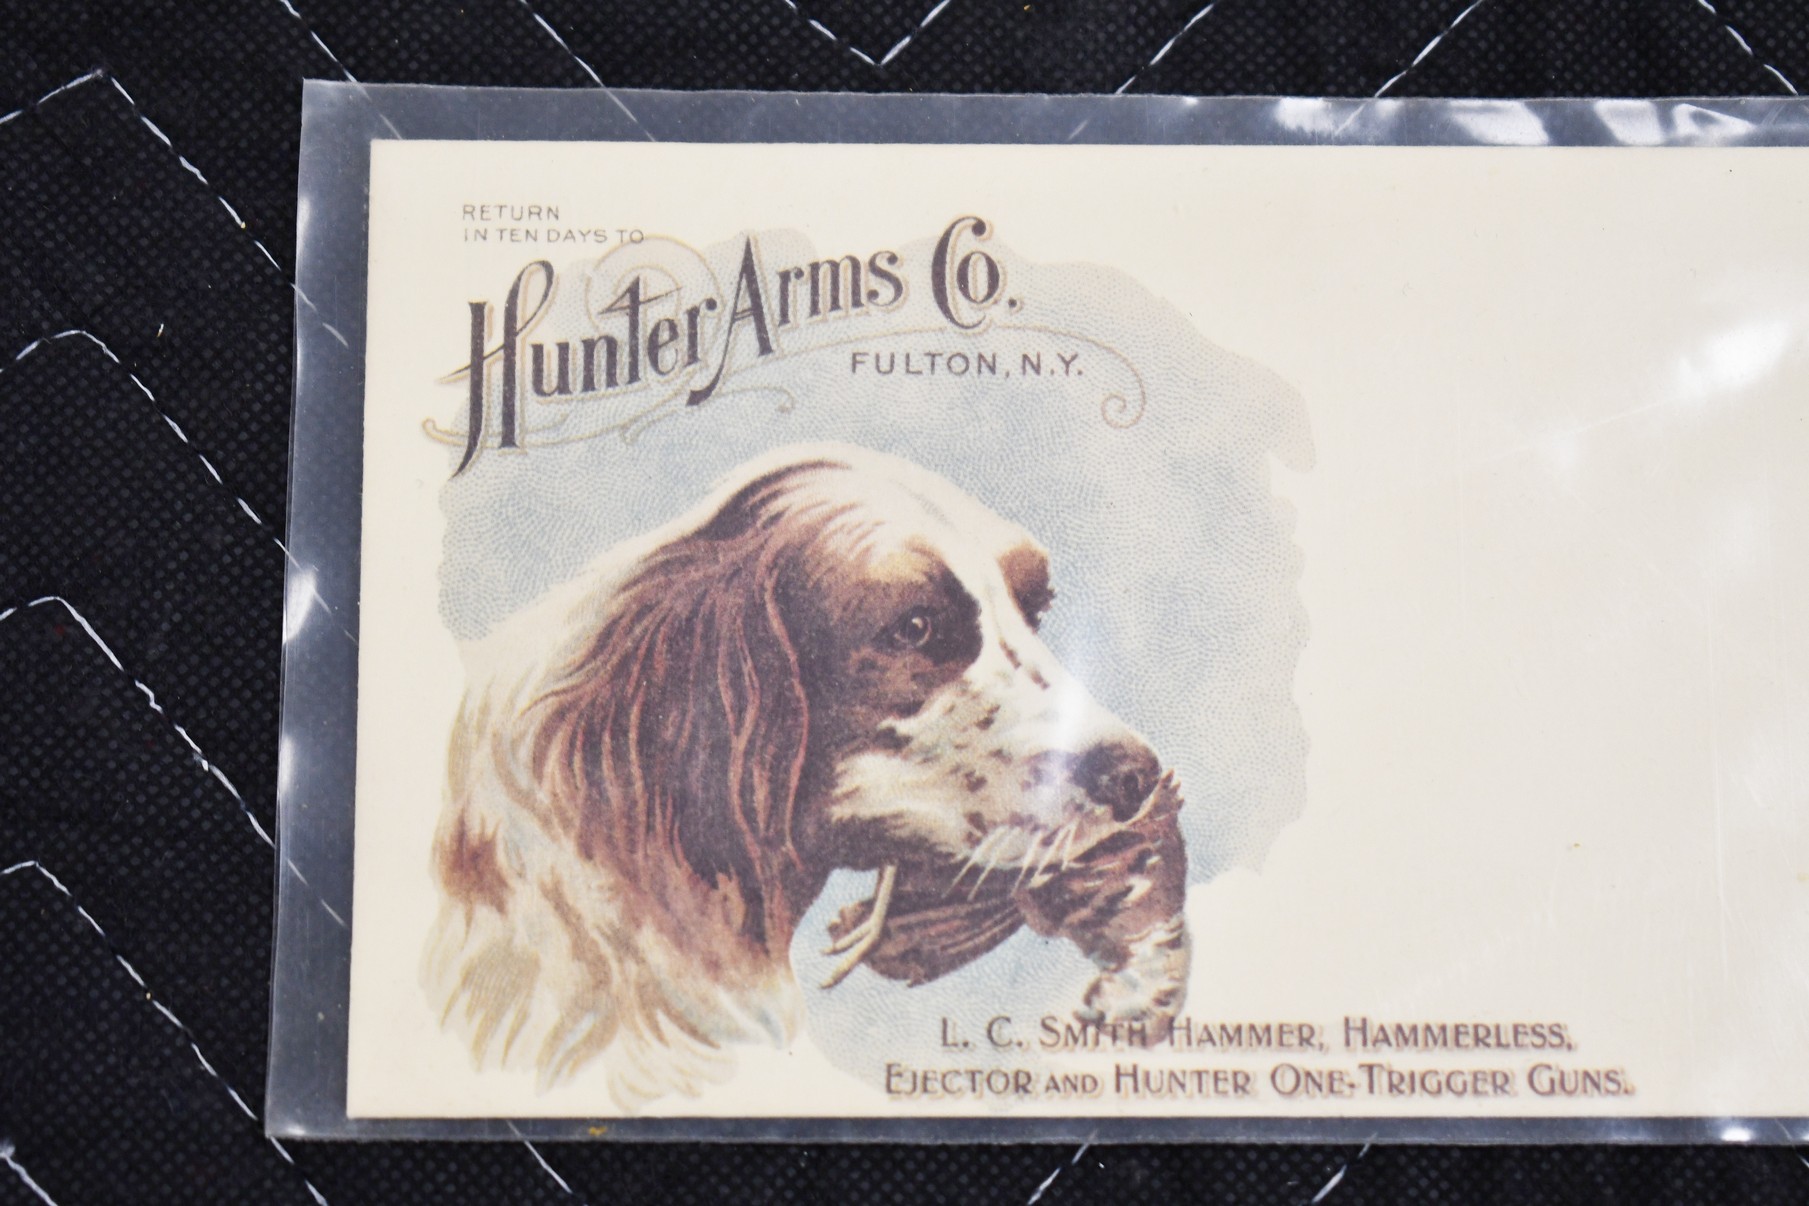 RETURN
IN TEN DAYS TO
Hunter Arms Co.
FULTON, N.Y.
L. C. SMITH HAMMER, HAMMERLESS,
EJECTOR AND HUNTER ONE-TRIGGER GUNS.